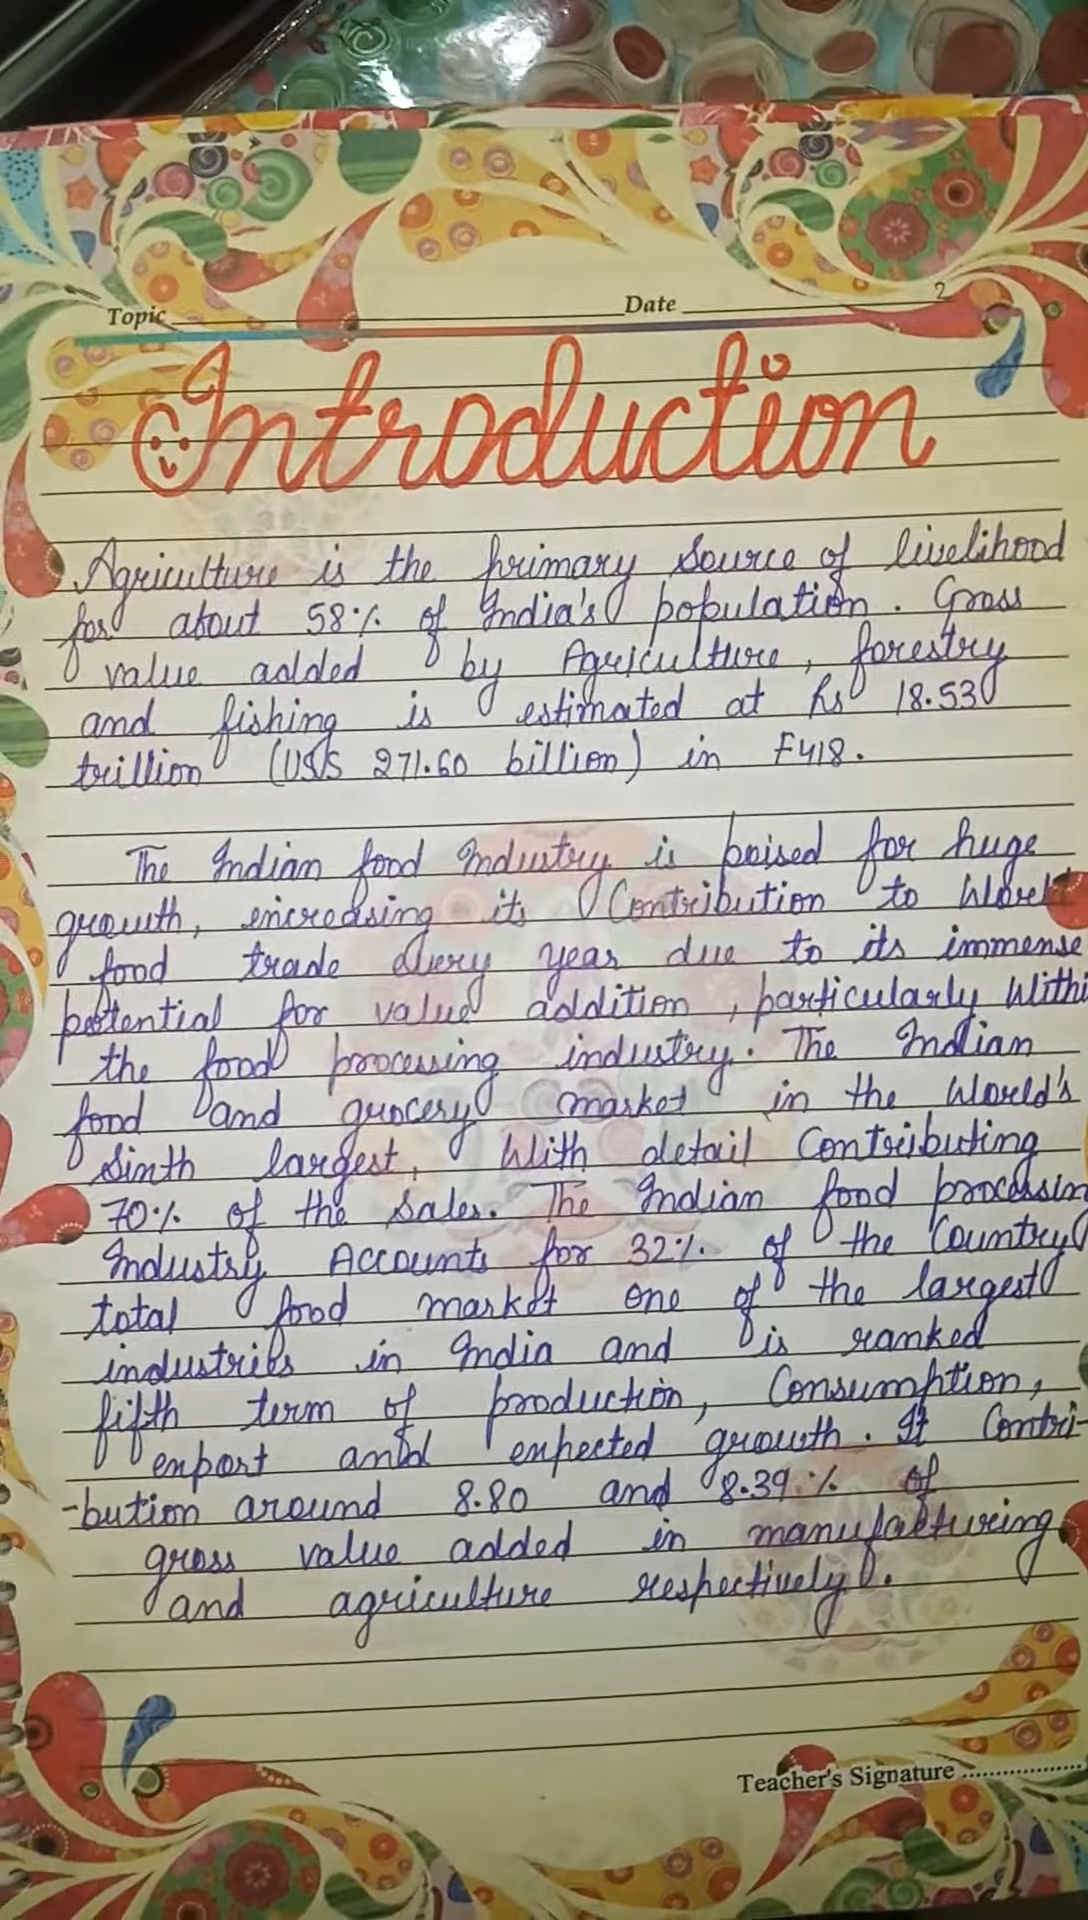 2
Topic Date
Introduction
Agriculture is the primary Source of livelihood
for about 58% of India's population. Gross
value added by Agriculture, forestry
and fishing is estimated at Rs 18.530
trillion (US$ 271.60 billion) in FY18.
The Indian food Industry is poised for huge
growth, encreasing its Contribution to World
food trade every year due to its immense
potential for value addition, particularly Withi
the food processing industry. The Indian
food and grocery market in the World's
Sinth largest, With detail Contributing
70% of the Sales. The Indian food processin
Industry Accounts for 32% of the Country
total food market one of the largest
industries in India and is ranked
fifth term of production, Consumption,
enport and enpected growth. It Contri-
-bution around 8.80 and 8.39.% of
gross value added in manufacturing
and agriculture respectively.
Teacher's Signature